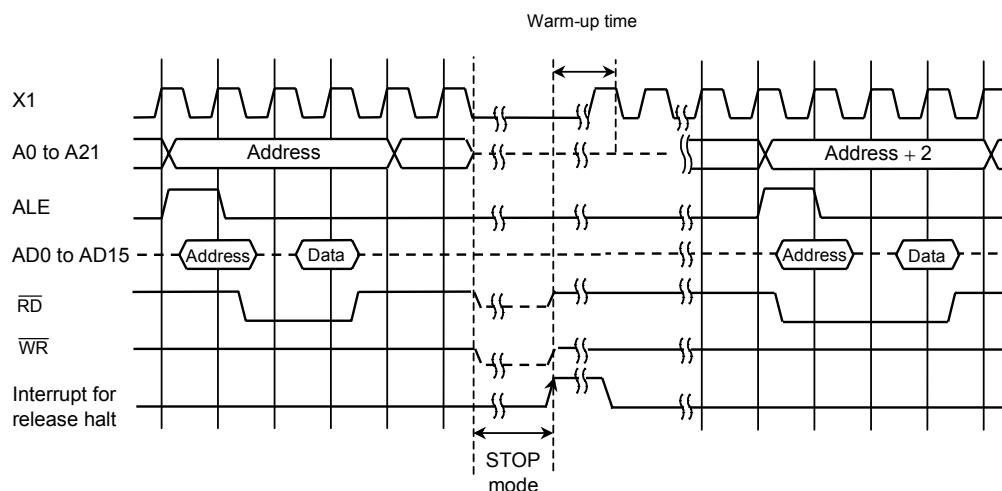 Warm-up time
X1
A0 to A21
Address
Address + 2
ALE
AD0 to AD15
Address
Data
Address
Data
RD
WR
Interrupt for
release halt
STOP
mode